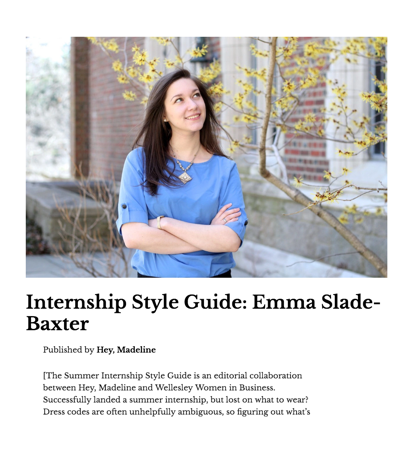 Internship Style Guide: Emma Slade-
Baxter
Published by Hey, Madeline
[The Summer Internship Style Guide is an editorial collaboration
between Hey, Madeline and Wellesley Women in Business.
Successfully landed a summer internship, but lost on what to wear?
Dress codes are often unhelpfully ambiguous, so figuring out what's